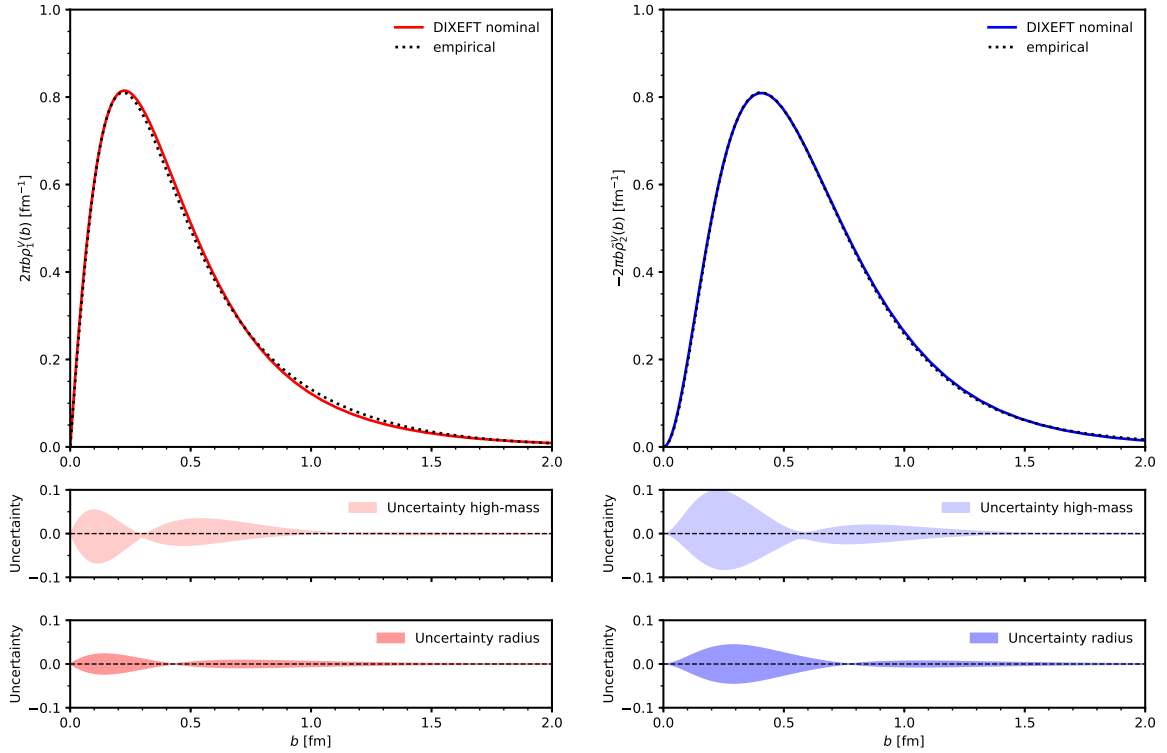 DIXEFT nominal
empirical
2πbρ₁ⱽ(b) [fm⁻¹]
1.0
0.8
0.6
0.4
0.2
0.0
0.0 0.5 1.0 1.5 2.0
Uncertainty high-mass
Uncertainty
0.1
0.0
−0.1
Uncertainty radius
Uncertainty
0.1
0.0
−0.1
0.0 0.5 1.0 1.5 2.0
b [fm]
DIXEFT nominal
empirical
−2πbρ̃₂ⱽ(b) [fm⁻¹]
1.0
0.8
0.6
0.4
0.2
0.0
0.0 0.5 1.0 1.5 2.0
Uncertainty high-mass
Uncertainty
0.1
0.0
−0.1
Uncertainty radius
Uncertainty
0.1
0.0
−0.1
0.0 0.5 1.0 1.5 2.0
b [fm]